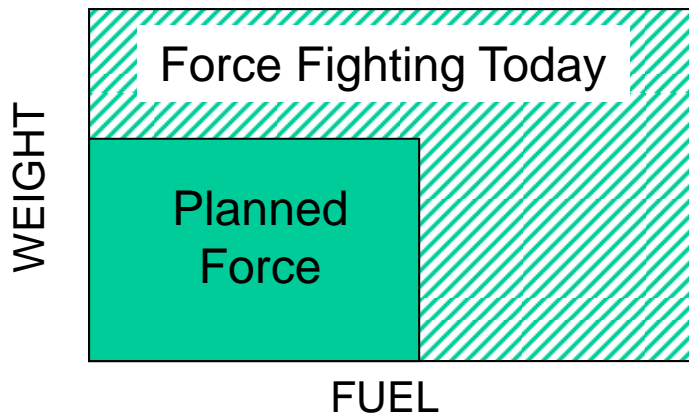 Force Fighting Today
WEIGHT
Planned
Force
FUEL